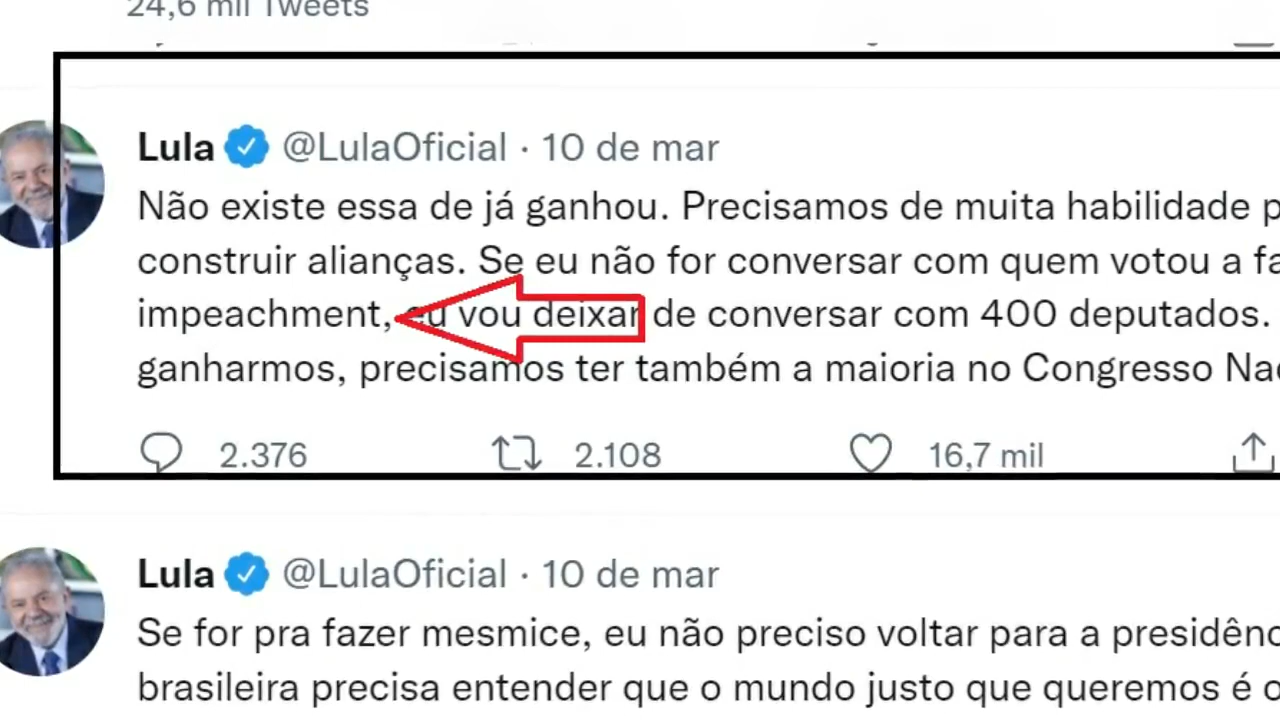 24,6 mil Tweets
Lula @LulaOficial · 10 de mar
Não existe essa de já ganhou. Precisamos de muita habilidade
construir alianças. Se eu não for conversar com quem votou a
impeachment, eu vou deixar de conversar com 400 deputados.
ganharmos, precisamos ter também a maioria no Congresso
2.376 2.108 16,7 mil
Lula @LulaOficial · 10 de mar
Se for pra fazer mesmice, eu não preciso voltar para a
brasileira precisa entender que o mundo justo que queremos é